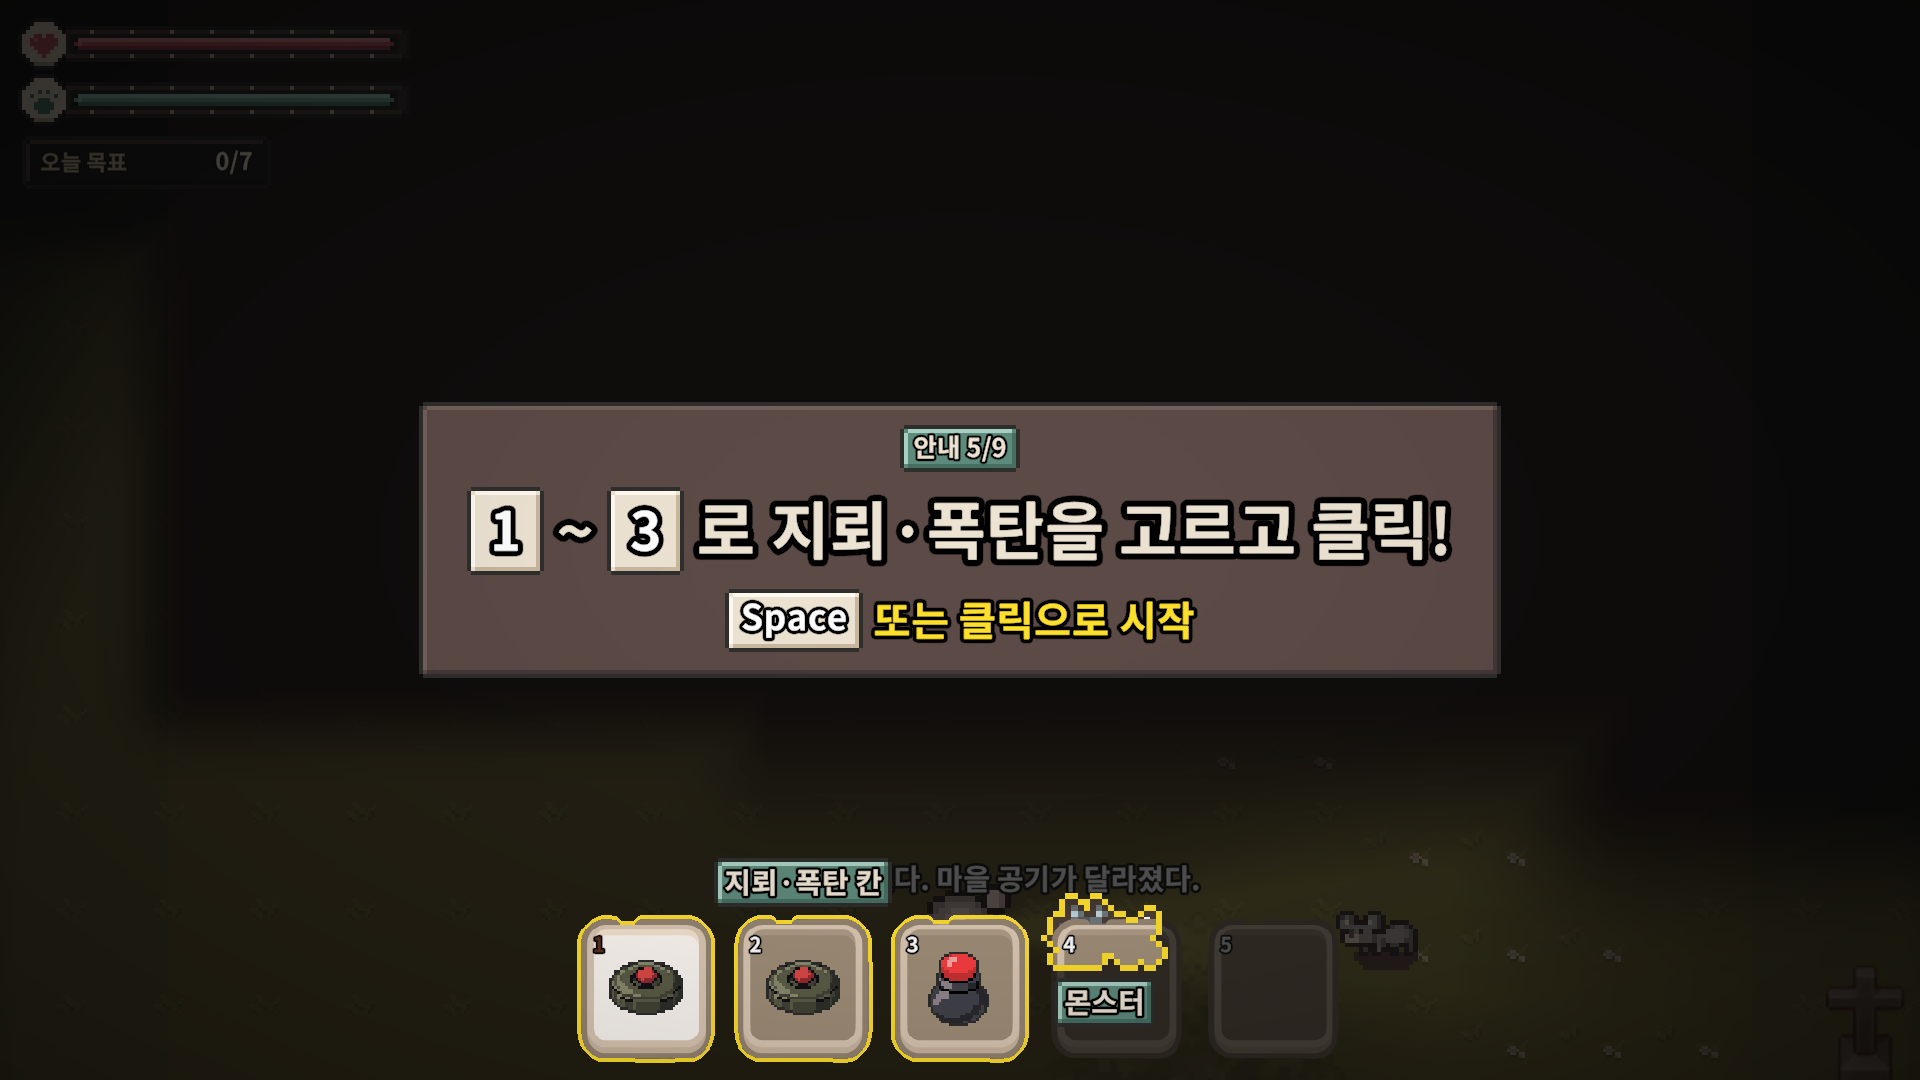 오늘 목표 0/7
안내 5/9
1 ~ 3 로 지뢰·폭탄을 고르고 클릭!
Space 또는 클릭으로 시작
지뢰·폭탄 칸 다. 마을 공기가 달라졌다.
1 2 3 4 5
몬스터